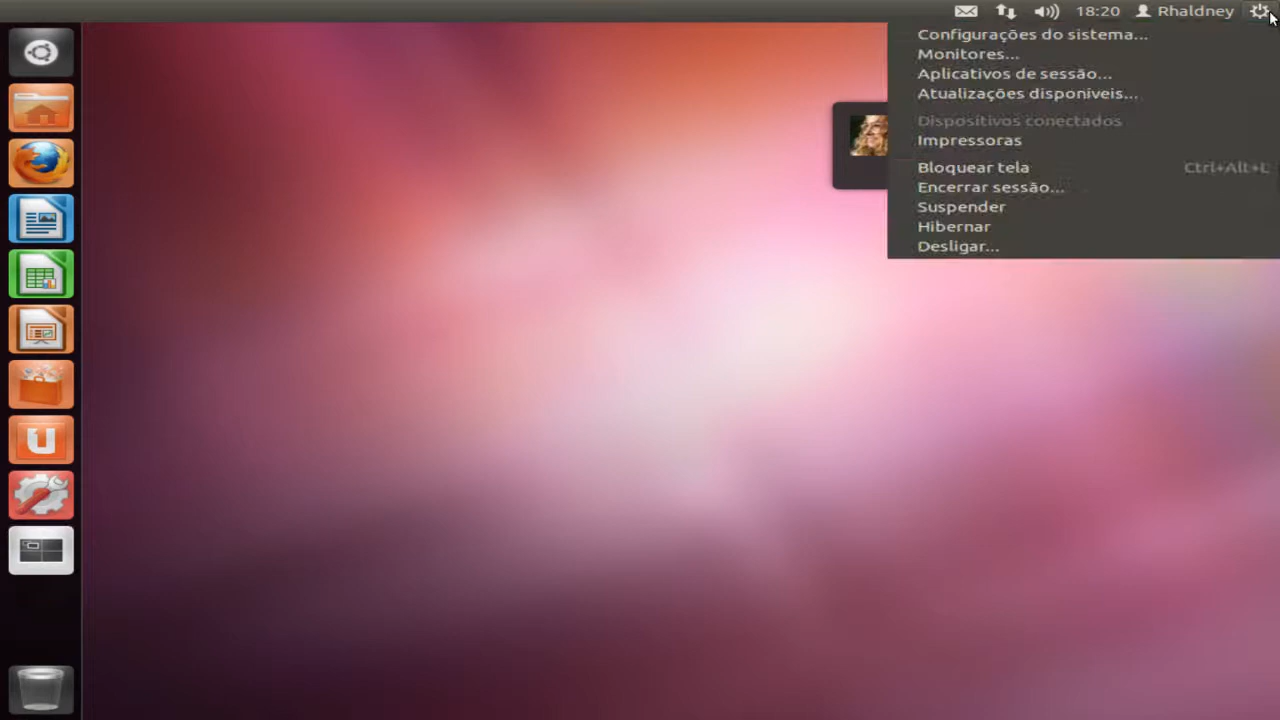 18:20 Rhaldney
Configurações do sistema...
Monitores...
Aplicativos de sessão...
Atualizações disponíveis...
Dispositivos conectados
Impressoras
Bloquear tela Ctrl+Alt+L
Encerrar sessão...
Suspender
Hibernar
Desligar...